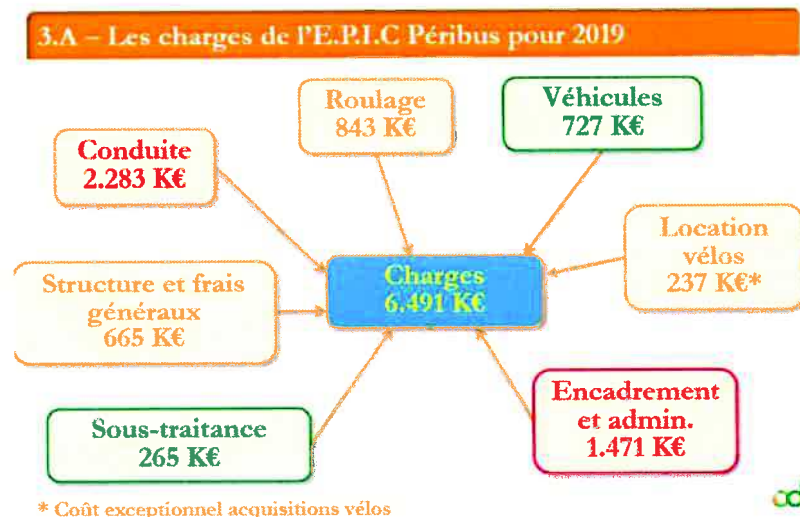 3.A – Les charges de l'E.P.I.C Péribus pour 2019
Roulage
843 K€
Véhicules
727 K€
Conduite
2.283 K€
Location
vélos
237 K€*
Charges
6.491 K€
Structure et frais
généraux
665 K€
Encadrement
et admin.
1.471 K€
Sous-traitance
265 K€
* Coût exceptionnel acquisitions vélos